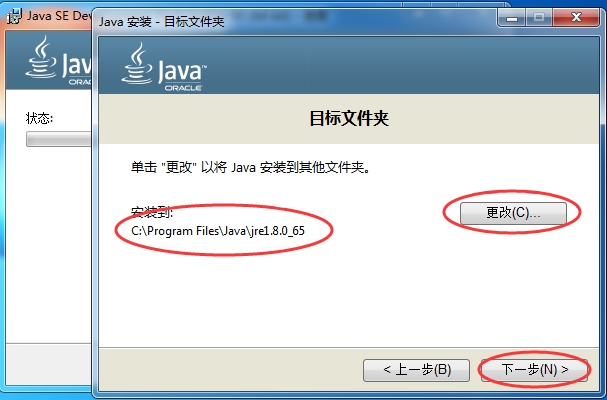 Java SE Dev
Java 安装 - 目标文件夹
Java
ORACLE
Java™
ORACLE
状态:
目标文件夹
单击 "更改" 以将 Java 安装到其他文件夹。
安装到:
更改(C)...
C:\Program Files\Java\jre1.8.0_65
< 上一步(B)
下一步(N) >